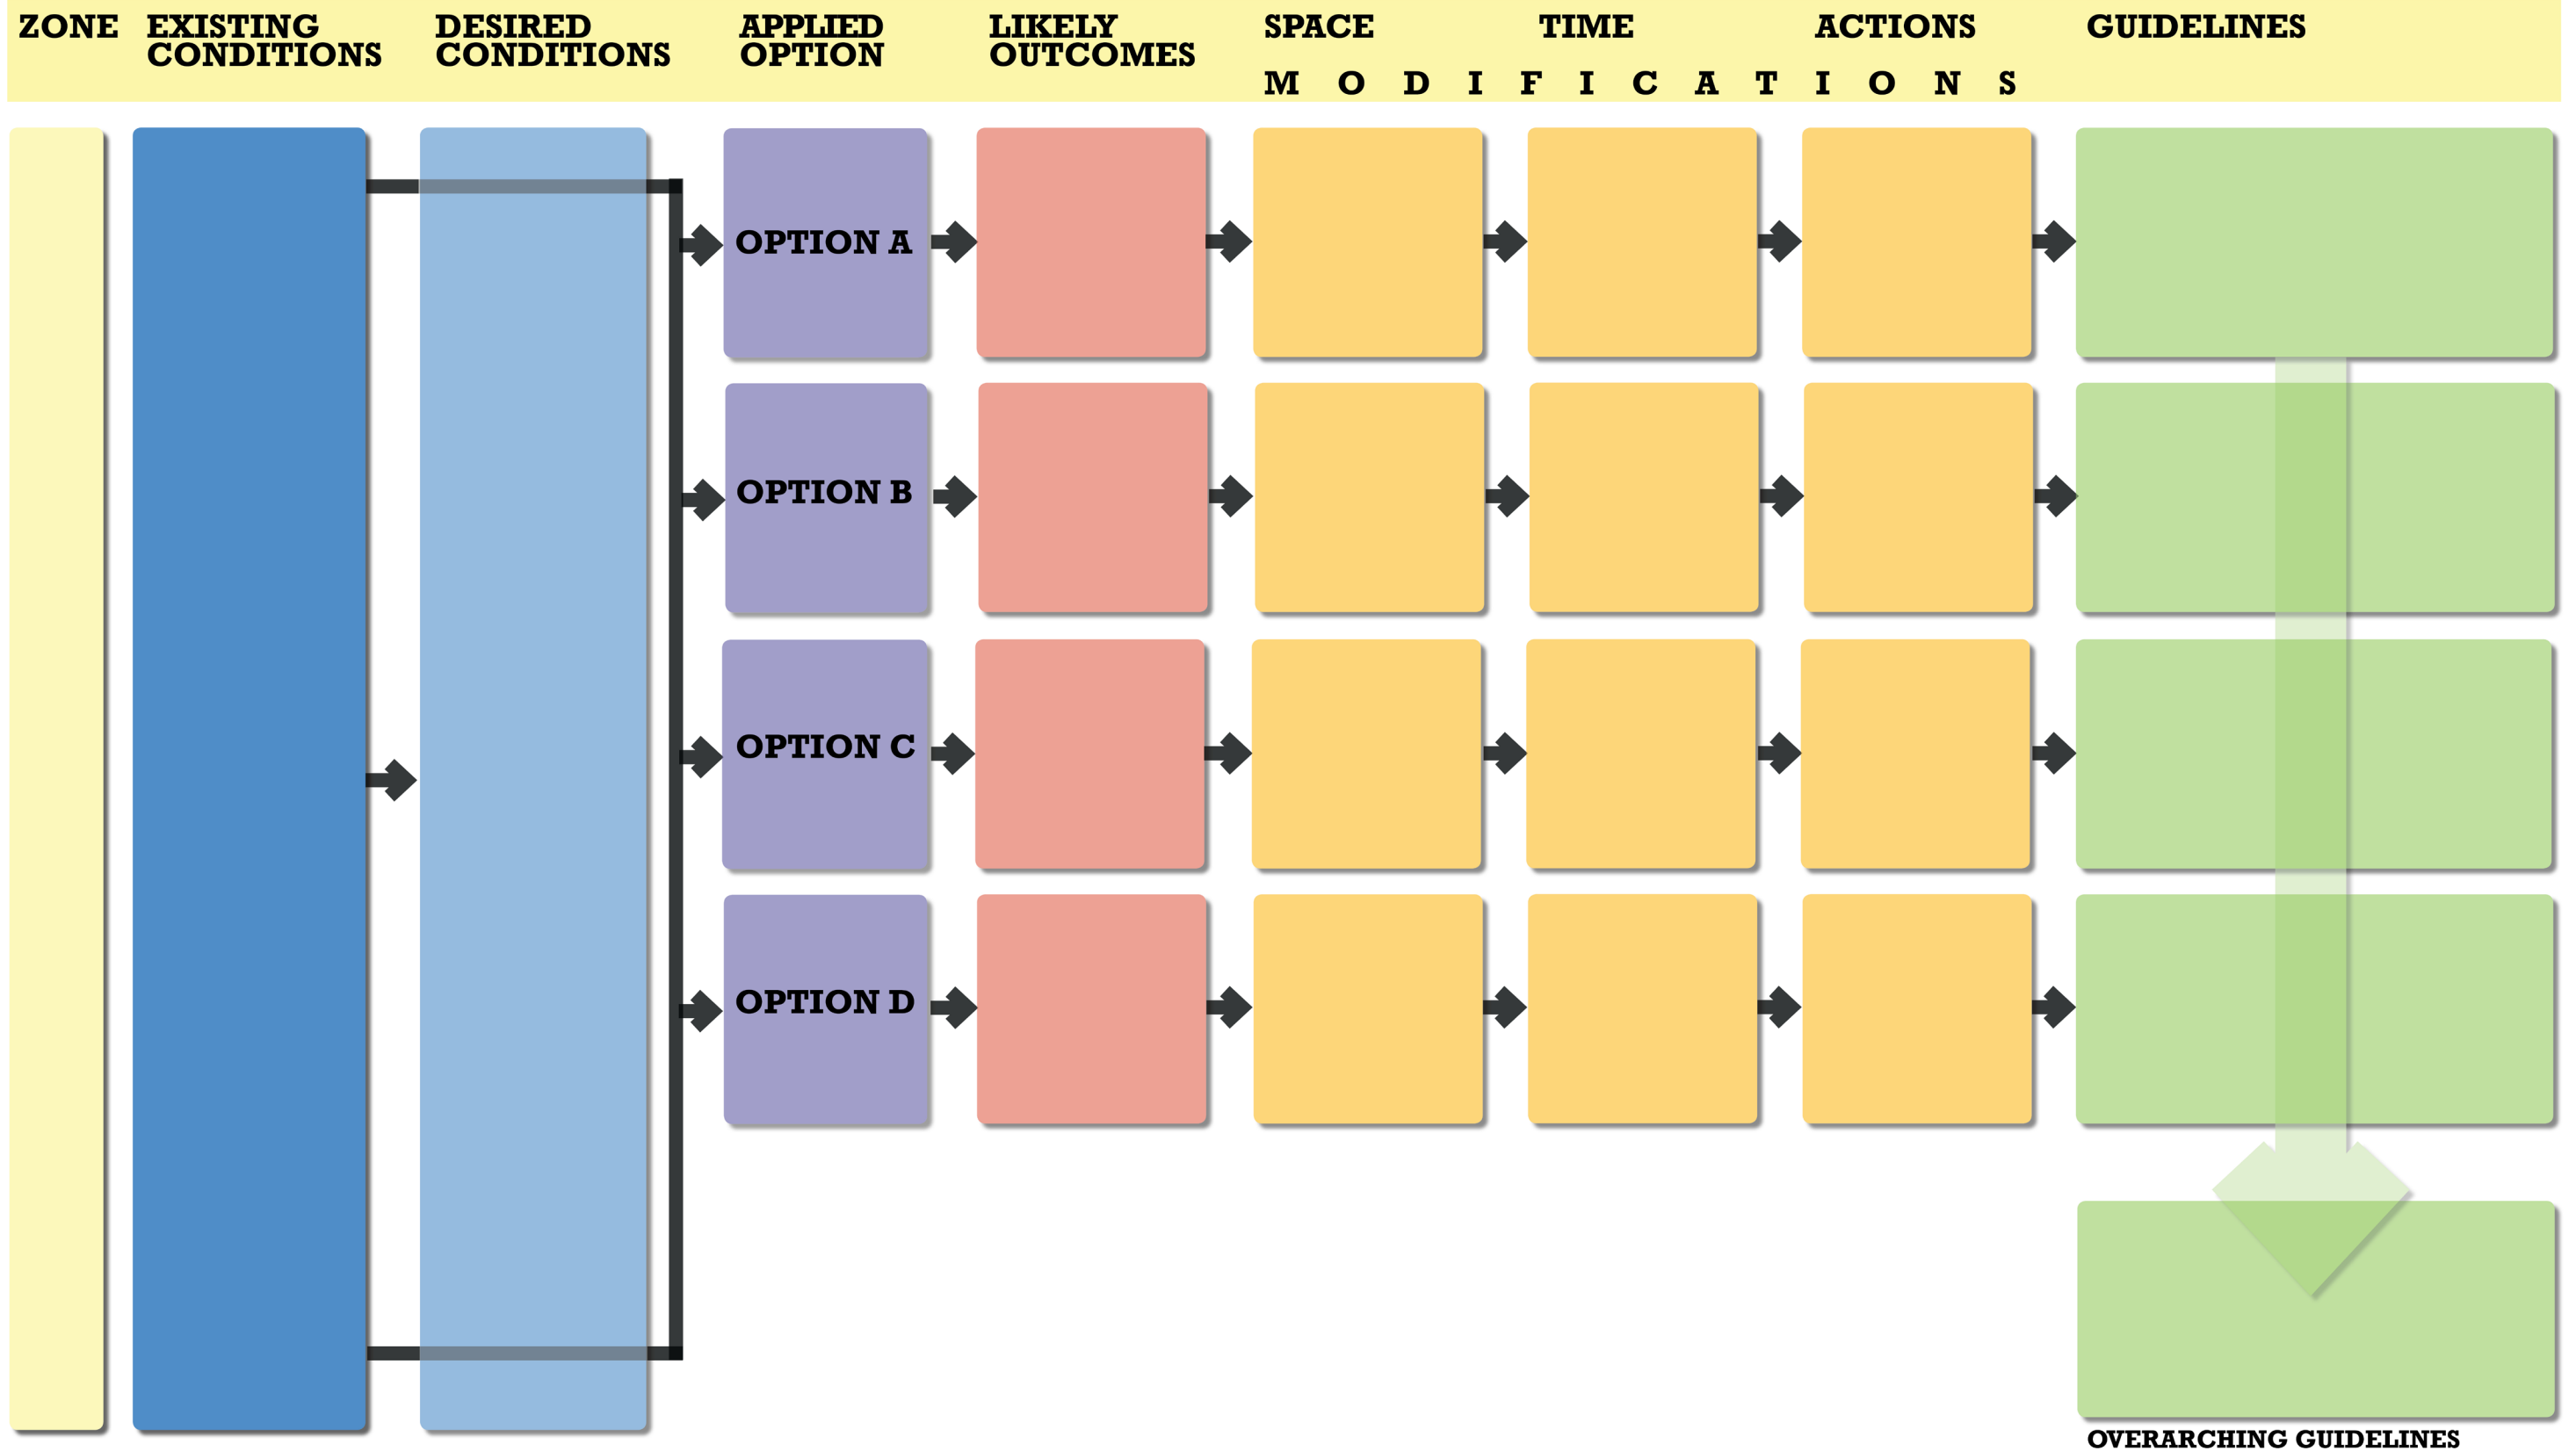 ZONE
EXISTING
CONDITIONS
DESIRED
CONDITIONS
APPLIED
OPTION
LIKELY
OUTCOMES
SPACE
TIME
ACTIONS
MODIFICATIONS
GUIDELINES
OPTION A
OPTION B
OPTION C
OPTION D
OVERARCHING GUIDELINES